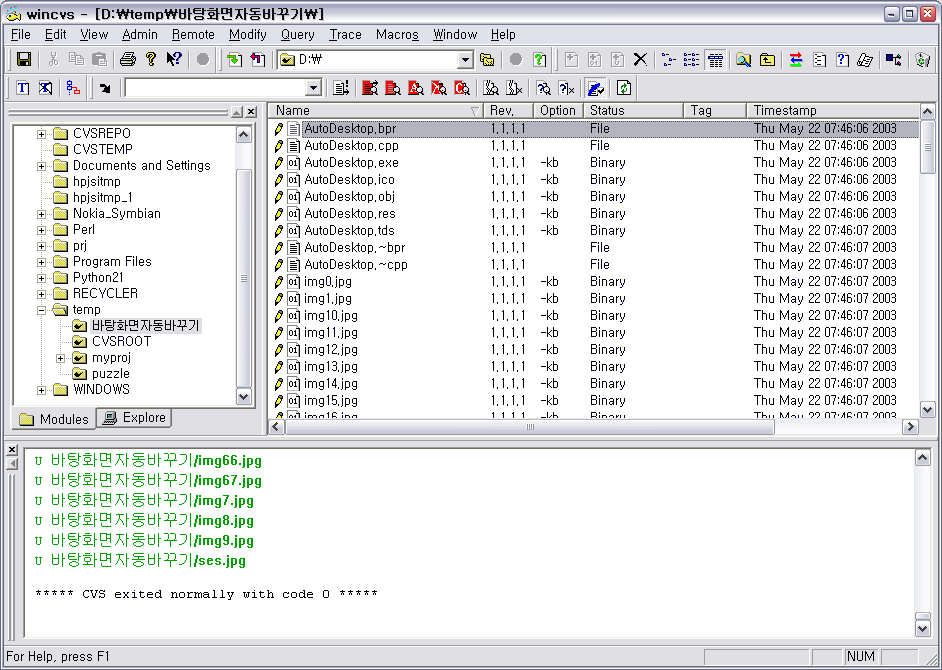 wincvs - [D:₩temp₩바탕화면자동바꾸기₩]
File Edit View Admin Remote Modify Query Trace Macros Window Help
D:₩
CVSREPO
CVSTEMP
Documents and Settings
hpjsitmp
hpjsitmp_1
Nokia_Symbian
Perl
prj
Program Files
Python21
RECYCLER
temp
바탕화면자동바꾸기
CVSROOT
myproj
puzzle
WINDOWS
Modules Explore
Name Rev. Option Status Tag Timestamp
AutoDesktop.bpr 1.1.1.1 File Thu May 22 07:46:06 2003
AutoDesktop.cpp 1.1.1.1 File Thu May 22 07:46:06 2003
AutoDesktop.exe 1.1.1.1 -kb Binary Thu May 22 07:46:06 2003
AutoDesktop.ico 1.1.1.1 -kb Binary Thu May 22 07:46:06 2003
AutoDesktop.obj 1.1.1.1 -kb Binary Thu May 22 07:46:06 2003
AutoDesktop.res 1.1.1.1 -kb Binary Thu May 22 07:46:06 2003
AutoDesktop.tds 1.1.1.1 -kb Binary Thu May 22 07:46:07 2003
AutoDesktop.~bpr 1.1.1.1 File Thu May 22 07:46:07 2003
AutoDesktop.~cpp 1.1.1.1 File Thu May 22 07:46:07 2003
img0.jpg 1.1.1.1 -kb Binary Thu May 22 07:46:07 2003
img1.jpg 1.1.1.1 -kb Binary Thu May 22 07:46:07 2003
img10.jpg 1.1.1.1 -kb Binary Thu May 22 07:46:07 2003
img11.jpg 1.1.1.1 -kb Binary Thu May 22 07:46:07 2003
img12.jpg 1.1.1.1 -kb Binary Thu May 22 07:46:07 2003
img13.jpg 1.1.1.1 -kb Binary Thu May 22 07:46:07 2003
img14.jpg 1.1.1.1 -kb Binary Thu May 22 07:46:07 2003
img15.jpg 1.1.1.1 -kb Binary Thu May 22 07:46:07 2003
img16.jpg 1.1.1.1 -kb Binary Thu May 22 07:46:07 2003
U 바탕화면자동바꾸기/img66.jpg
U 바탕화면자동바꾸기/img67.jpg
U 바탕화면자동바꾸기/img7.jpg
U 바탕화면자동바꾸기/img8.jpg
U 바탕화면자동바꾸기/img9.jpg
U 바탕화면자동바꾸기/ses.jpg
***** CVS exited normally with code 0 *****
For Help, press F1 NUM